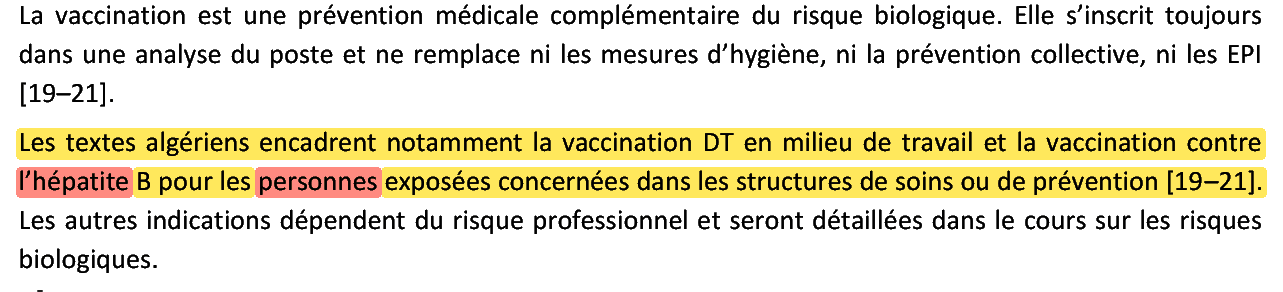 La vaccination est une prévention médicale complémentaire du risque biologique. Elle s’inscrit toujours
dans une analyse du poste et ne remplace ni les mesures d’hygiène, ni la prévention collective, ni les EPI
[19–21].
Les textes algériens encadrent notamment la vaccination DT en milieu de travail et la vaccination contre
l’hépatite B pour les personnes exposées concernées dans les structures de soins ou de prévention [19–21].
Les autres indications dépendent du risque professionnel et seront détaillées dans le cours sur les risques
biologiques.